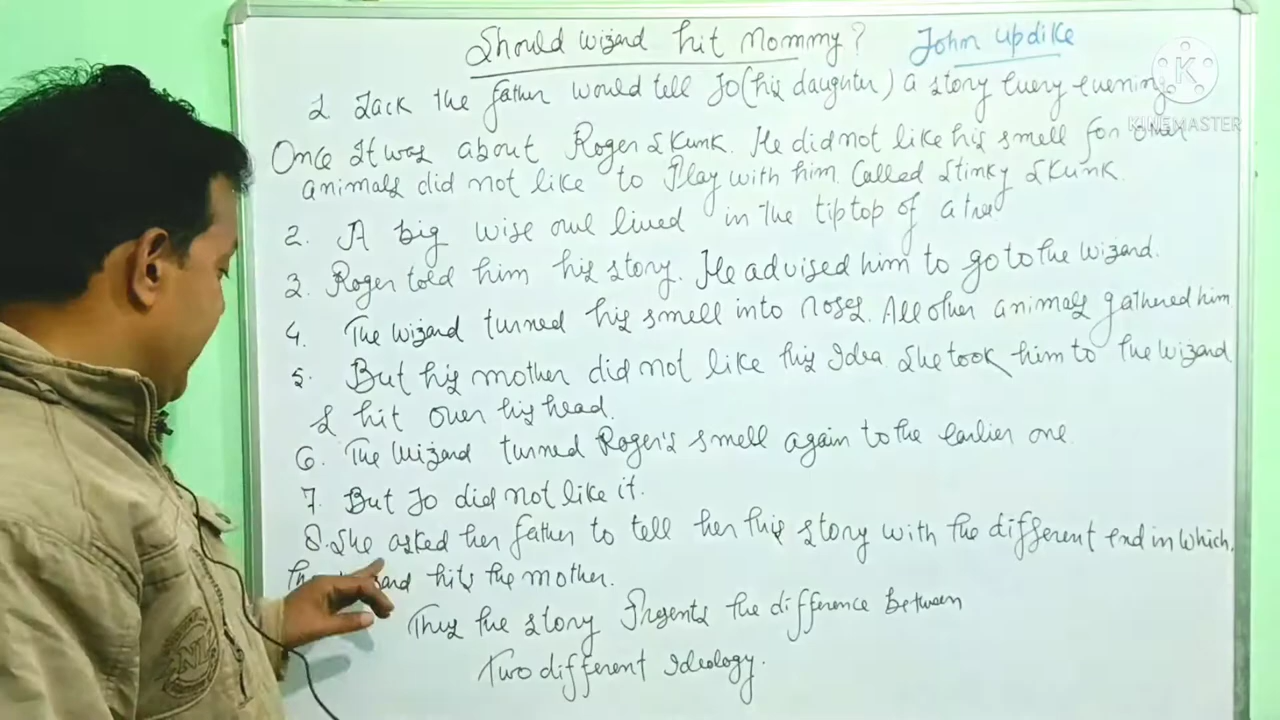 Should wizard hit Mommy? John Updike
1 Jack the father would tell Jo (his daughter) a story every evening.
Once It was about Roger Skunk. He did not like his smell for other
animals did not like to Play with him. Called Stinky Skunk.
2. A big wise owl lived in the tiptop of a tree
3. Roger told him his story. He advised him to go to the wizard.
4. The wizard turned his smell into rosy. All other animals gathered him
5. But his mother did not like this Idea She took him to the wizard
& hit over his head.
6. The Wizard turned Roger's smell again to the earlier one.
7. But Jo did not like it.
8. She asked her father to tell her this story with the different end in which
the wizard hits the mother.
Thus the story Presents the difference Between
Two different Ideology.
K
KINEMASTER
NL